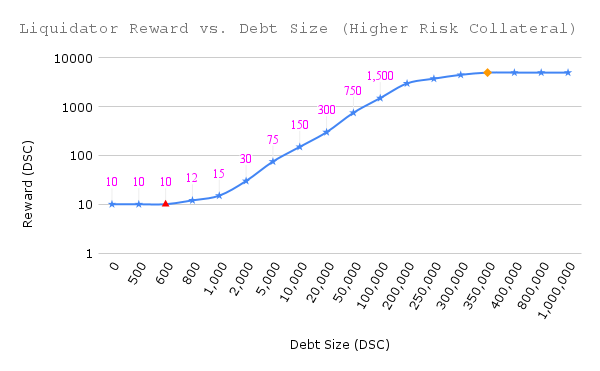 Liquidator Reward vs. Debt Size (Higher Risk Collateral)
Reward (DSC)
10000
1000
100
10
1
10 10 10 12 15 30 75 150 300 750 1,500
0 500 600 800 1,000 2,000 5,000 10,000 20,000 50,000 100,000 200,000 250,000 300,000 350,000 400,000 800,000 1,000,000
Debt Size (DSC)